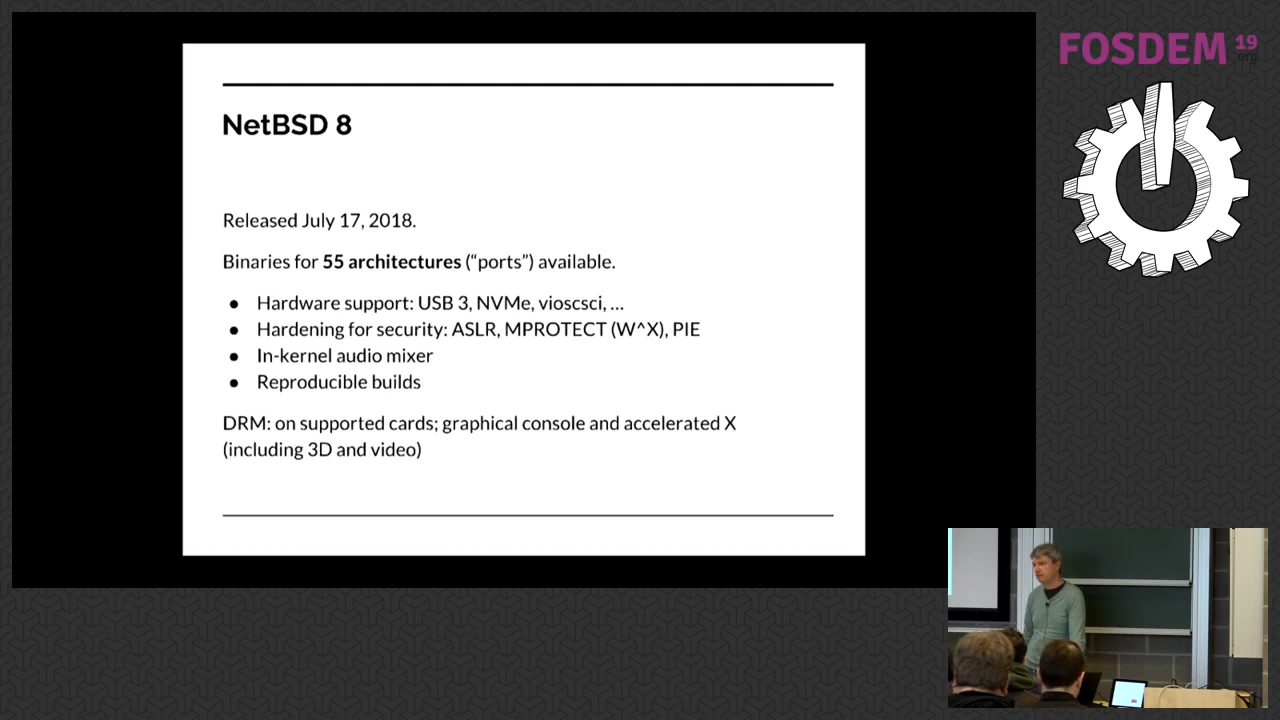 FOSDEM 19
.org
NetBSD 8
Released July 17, 2018.
Binaries for 55 architectures (“ports”) available.
● Hardware support: USB 3, NVMe, vioscsci, ...
● Hardening for security: ASLR, MPROTECT (W^X), PIE
● In-kernel audio mixer
● Reproducible builds
DRM: on supported cards; graphical console and accelerated X
(including 3D and video)